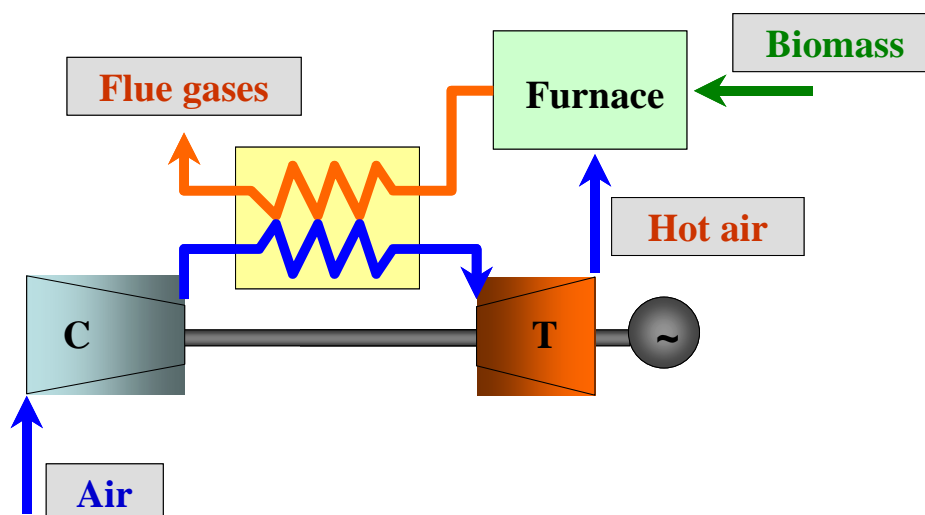 Biomass
Flue gases
Furnace
Hot air
C
T
~
Air